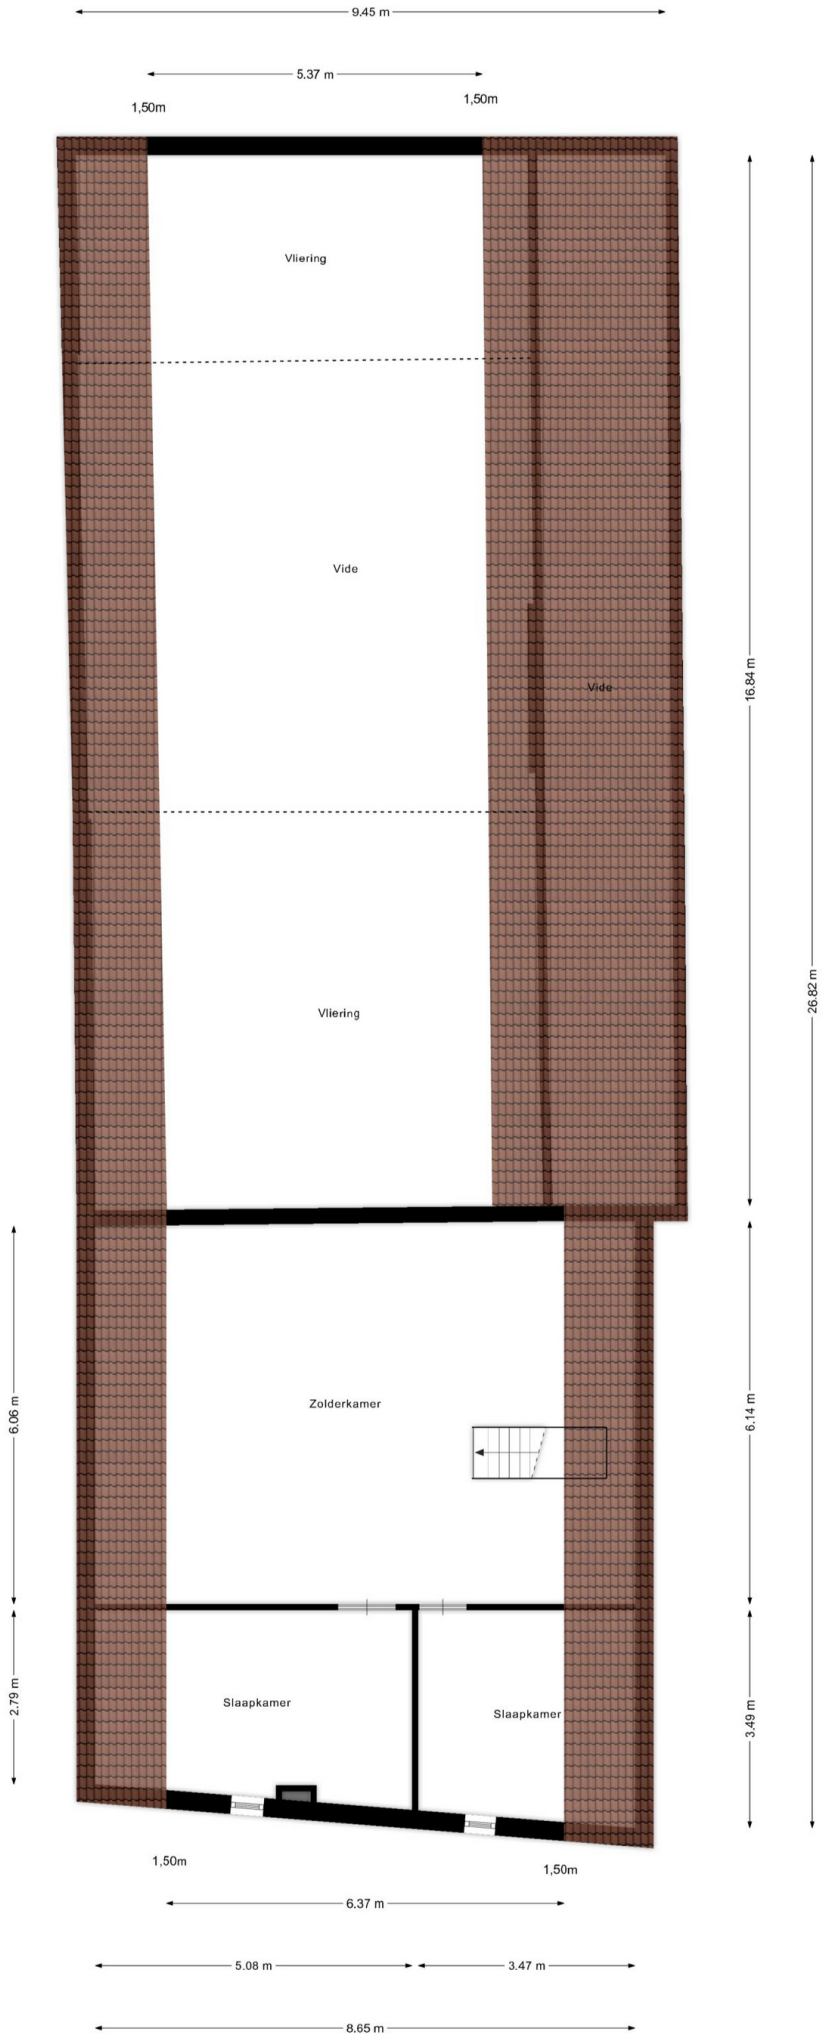 9.45 m
5.37 m
1,50m
1,50m
Vliering
Vide
Vide
16.84 m
26.82 m
Vliering
Zolderkamer
6.06 m
6.14 m
Slaapkamer
Slaapkamer
2.79 m
3.49 m
1,50m
1,50m
6.37 m
5.08 m
3.47 m
8.65 m